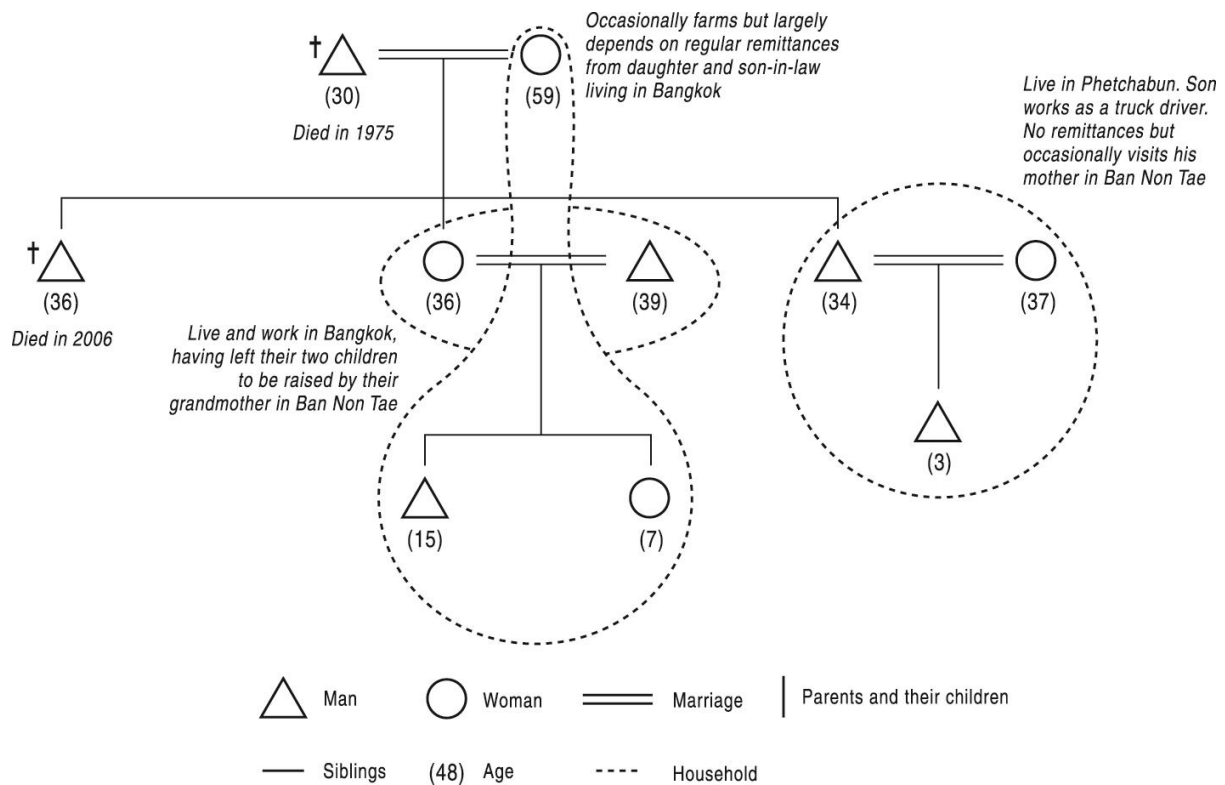 Occasionally farms but largely
depends on regular remittances
from daughter and son-in-law
living in Bangkok
†
(30)
(59)
Died in 1975
Live in Phetchabun. Son
works as a truck driver.
No remittances but
occasionally visits his
mother in Ban Non Tae
†
(36)
(36)
(39)
(34)
(37)
Died in 2006
Live and work in Bangkok,
having left their two children
to be raised by their
grandmother in Ban Non Tae
(3)
(15)
(7)
Man
Woman
Marriage
Parents and their children
Siblings
(48) Age
Household